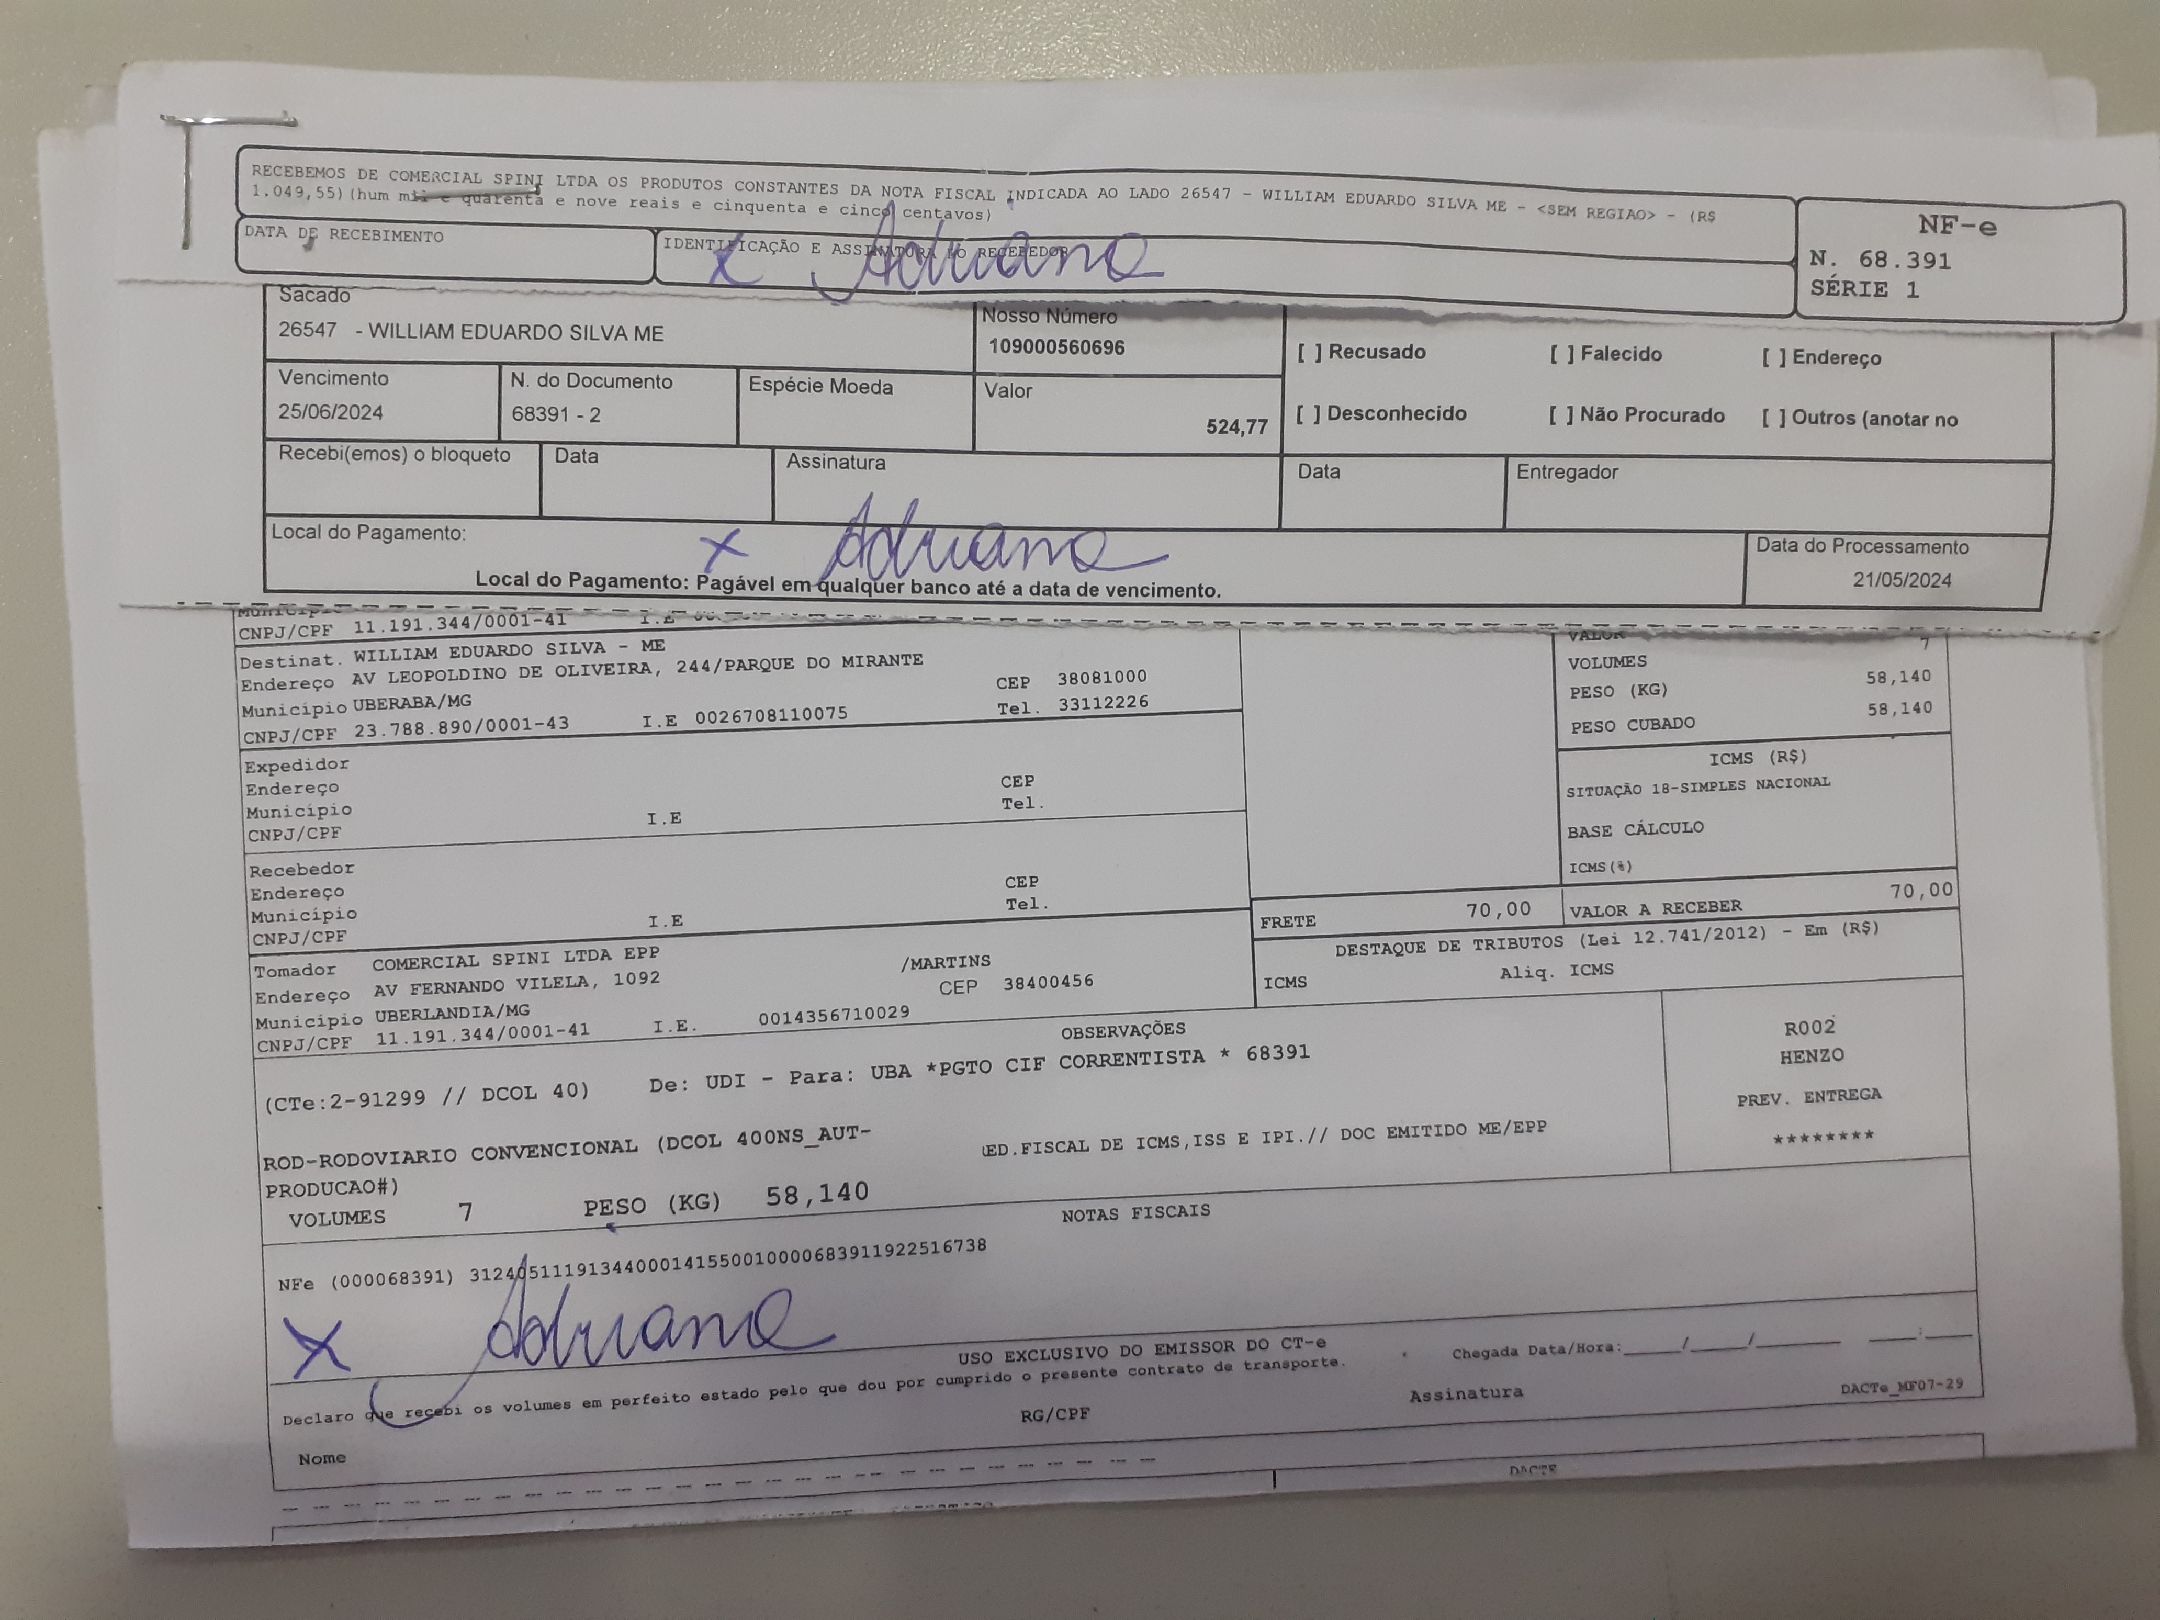 RECEBEMOS DE COMERCIAL SPINI LTDA OS PRODUTOS CONSTANTES DA NOTA FISCAL INDICADA AO LADO 26547 - WILLIAM EDUARDO SILVA ME - <SEM REGIAO> - (R$
1.049,55)(hum mil e quarenta e nove reais e cinquenta e cinco centavos)
DATA DE RECEBIMENTO
IDENTIFICAÇÃO E ASSINATURA DO RECEBEDOR
X Adriano
NF-e
N. 68.391
SÉRIE 1
Sacado
26547 - WILLIAM EDUARDO SILVA ME
Nosso Número
109000560696
[ ] Recusado [ ] Falecido [ ] Endereço
Vencimento
25/06/2024
N. do Documento
68391 - 2
Espécie Moeda
Valor
524,77
[ ] Desconhecido [ ] Não Procurado [ ] Outros (anotar no
Recebi(emos) o bloqueto
Data
Assinatura
Data
Entregador
Local do Pagamento:
X Adriano
Local do Pagamento: Pagável em qualquer banco até a data de vencimento.
Data do Processamento
21/05/2024
Município
CNPJ/CPF 11.191.344/0001-41 I.E
Destinat. WILLIAM EDUARDO SILVA - ME
Endereço AV LEOPOLDINO DE OLIVEIRA, 244/PARQUE DO MIRANTE
Município UBERABA/MG CEP 38081000
CNPJ/CPF 23.788.890/0001-43 I.E 0026708110075 Tel. 33112226
VALOR
VOLUMES 7
PESO (KG) 58,140
PESO CUBADO 58,140
ICMS (R$)
SITUAÇÃO 18-SIMPLES NACIONAL
BASE CÁLCULO
ICMS(%)
Expedidor
Endereço CEP
Município Tel.
CNPJ/CPF I.E
Recebedor
Endereço CEP
Município Tel.
CNPJ/CPF I.E
FRETE 70,00 VALOR A RECEBER 70,00
DESTAQUE DE TRIBUTOS (Lei 12.741/2012) - Em (R$)
ICMS Aliq. ICMS
Tomador COMERCIAL SPINI LTDA EPP
Endereço AV FERNANDO VILELA, 1092 /MARTINS
Município UBERLANDIA/MG CEP 38400456
CNPJ/CPF 11.191.344/0001-41 I.E. 0014356710029
OBSERVAÇÕES
(CTe:2-91299 // DCOL 40) De: UDI - Para: UBA *PGTO CIF CORRENTISTA * 68391
ROD-RODOVIARIO CONVENCIONAL (DCOL 400NS_AUT-
PRODUCAO#)
ED.FISCAL DE ICMS,ISS E IPI.// DOC EMITIDO ME/EPP
R002
HENZO
PREV. ENTREGA
********
VOLUMES 7 PESO (KG) 58,140
NOTAS FISCAIS
NFe (000068391) 31240511191344000141550010000683911922516738
X Adriano
USO EXCLUSIVO DO EMISSOR DO CT-e
Chegada Data/Hora:_____/_____/_______ ____:____
Declaro que recebi os volumes em perfeito estado pelo que dou por cumprido o presente contrato de transporte.
Nome RG/CPF Assinatura
DACTe_MF07-29
DACTE